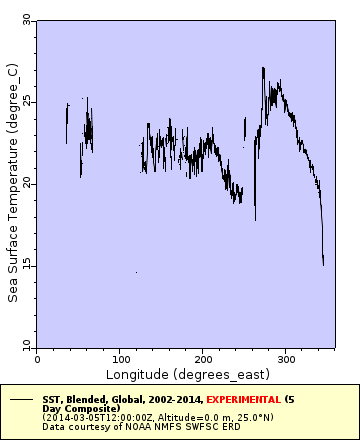 30
25
20
15
10
Sea Surface Temperature (degree_C)
0
100
200
300
Longitude (degrees_east)
SST, Blended, Global, 2002-2014, EXPERIMENTAL (5
Day Composite)
(2014-03-05T12:00:00Z, Altitude=0.0 m, 25.0°N)
Data courtesy of NOAA NMFS SWFSC ERD